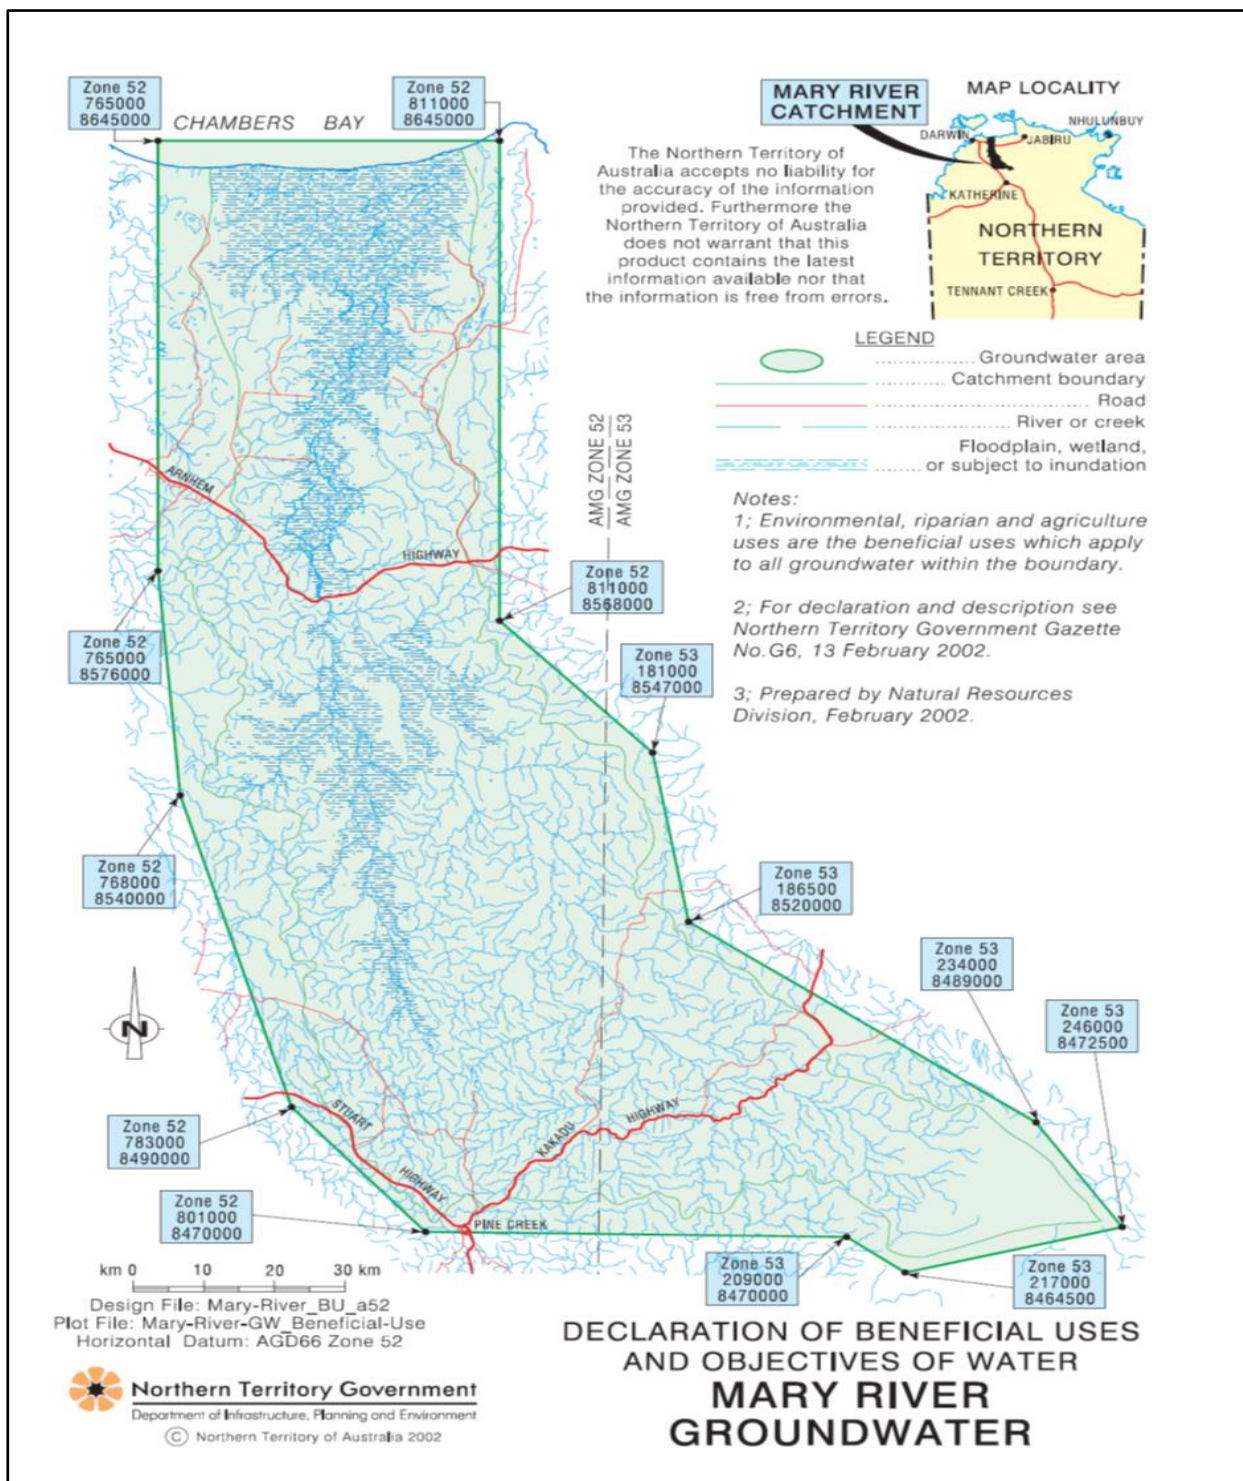 Zone 52
765000
8645000
Zone 52
811000
8645000
CHAMBERS BAY
MARY RIVER
CATCHMENT
MAP LOCALITY
NHULUNBUY
DARWIN
JABIRU
KATHERINE
NORTHERN
TERRITORY
TENNANT CREEK
The Northern Territory of
Australia accepts no liability for
the accuracy of the information
provided. Furthermore the
Northern Territory of Australia
does not warrant that this
product contains the latest
information available nor that
the information is free from errors.
LEGEND
Groundwater area
Catchment boundary
Road
River or creek
Floodplain, wetland,
or subject to inundation
AMG ZONE 52
AMG ZONE 53
Notes:
1; Environmental, riparian and agriculture
uses are the beneficial uses which apply
to all groundwater within the boundary.
2; For declaration and description see
Northern Territory Government Gazette
No.G6, 13 February 2002.
3; Prepared by Natural Resources
Division, February 2002.
ARNHEM
HIGHWAY
Zone 52
811000
8568000
Zone 52
765000
8576000
Zone 53
181000
8547000
Zone 52
768000
8540000
Zone 53
186500
8520000
Zone 53
234000
8489000
Zone 53
246000
8472500
N
Zone 52
783000
8490000
STUART
HIGHWAY
KAKADU
HIGHWAY
Zone 52
801000
8470000
PINE CREEK
Zone 53
209000
8470000
Zone 53
217000
8464500
km 0 10 20 30 km
Design File: Mary-River_BU_a52
Plot File: Mary-River-GW_Beneficial-Use
Horizontal Datum: AGD66 Zone 52
DECLARATION OF BENEFICIAL USES
AND OBJECTIVES OF WATER
MARY RIVER
GROUNDWATER
Northern Territory Government
Department of Infrastructure, Planning and Environment
© Northern Territory of Australia 2002